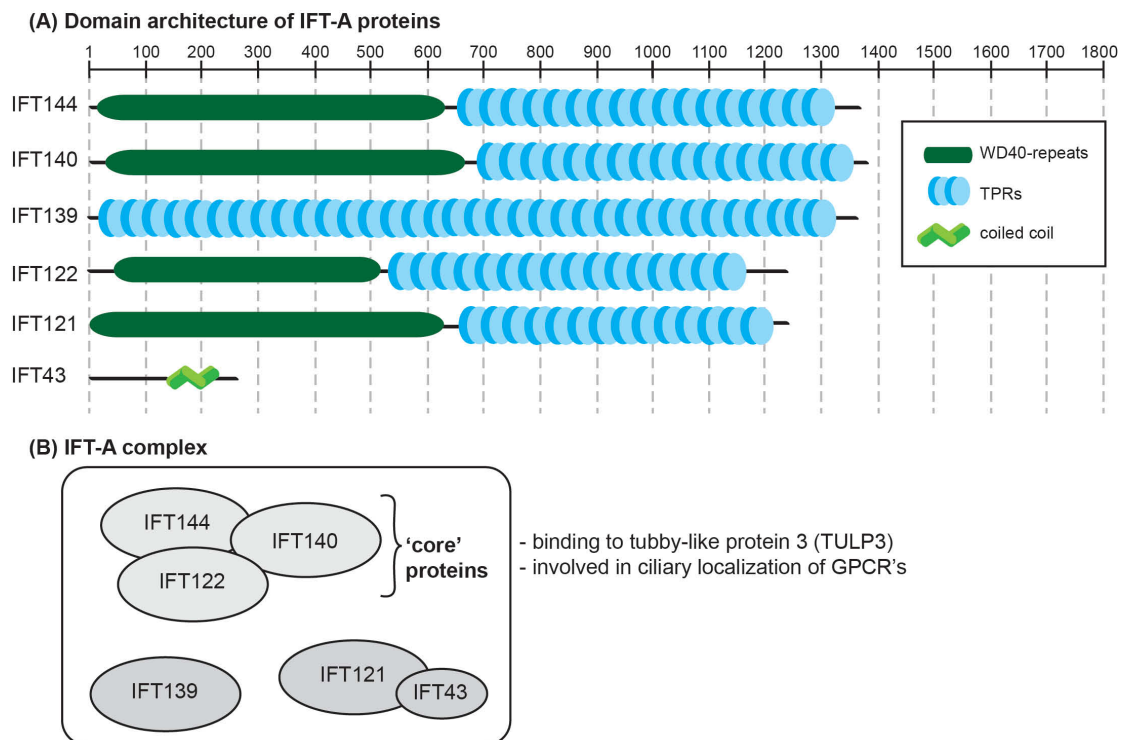 (A) Domain architecture of IFT-A proteins
1 100 200 300 400 500 600 700 800 900 1000 1100 1200 1300 1400 1500 1600 1700 1800
IFT144
IFT140
IFT139
IFT122
IFT121
IFT43
WD40-repeats
TPRs
coiled coil
(B) IFT-A complex
IFT144
IFT140
IFT122
‘core’
proteins
- binding to tubby-like protein 3 (TULP3)
- involved in ciliary localization of GPCR's
IFT139
IFT121
IFT43